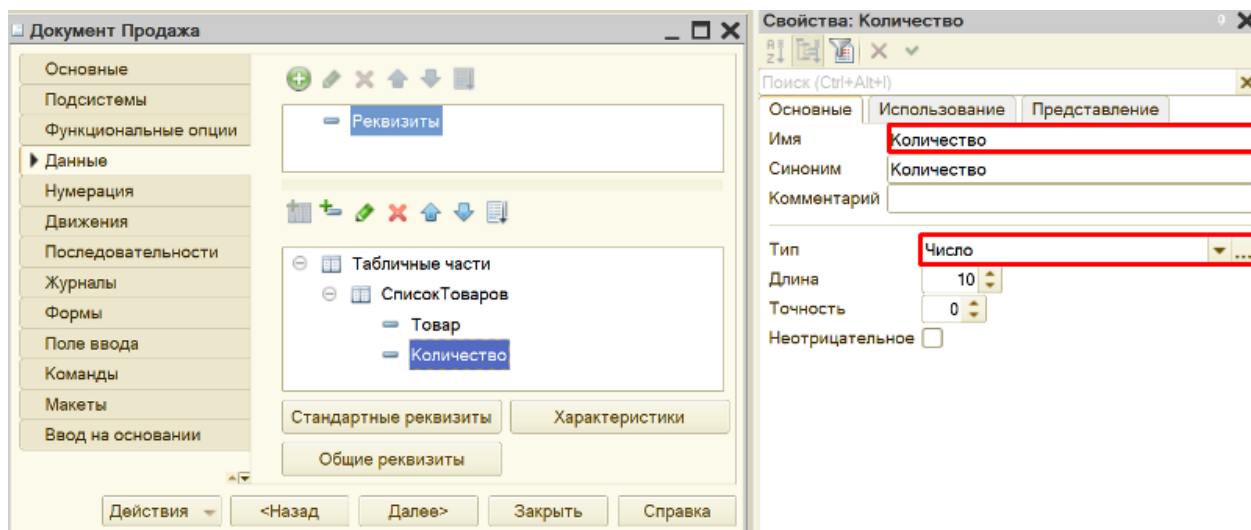 Документ Продажа
Основные
Подсистемы
Функциональные опции
Данные
Нумерация
Движения
Последовательности
Журналы
Формы
Поле ввода
Команды
Макеты
Ввод на основании
Реквизиты
Табличные части
СписокТоваров
Товар
Количество
Стандартные реквизиты
Характеристики
Общие реквизиты
Действия
<Назад
Далее>
Закрыть
Справка
Свойства: Количество
Поиск (Ctrl+Alt+I)
Основные Использование Представление
Имя Количество
Синоним Количество
Комментарий
Тип Число ...
Длина 10
Точность 0
Неотрицательное